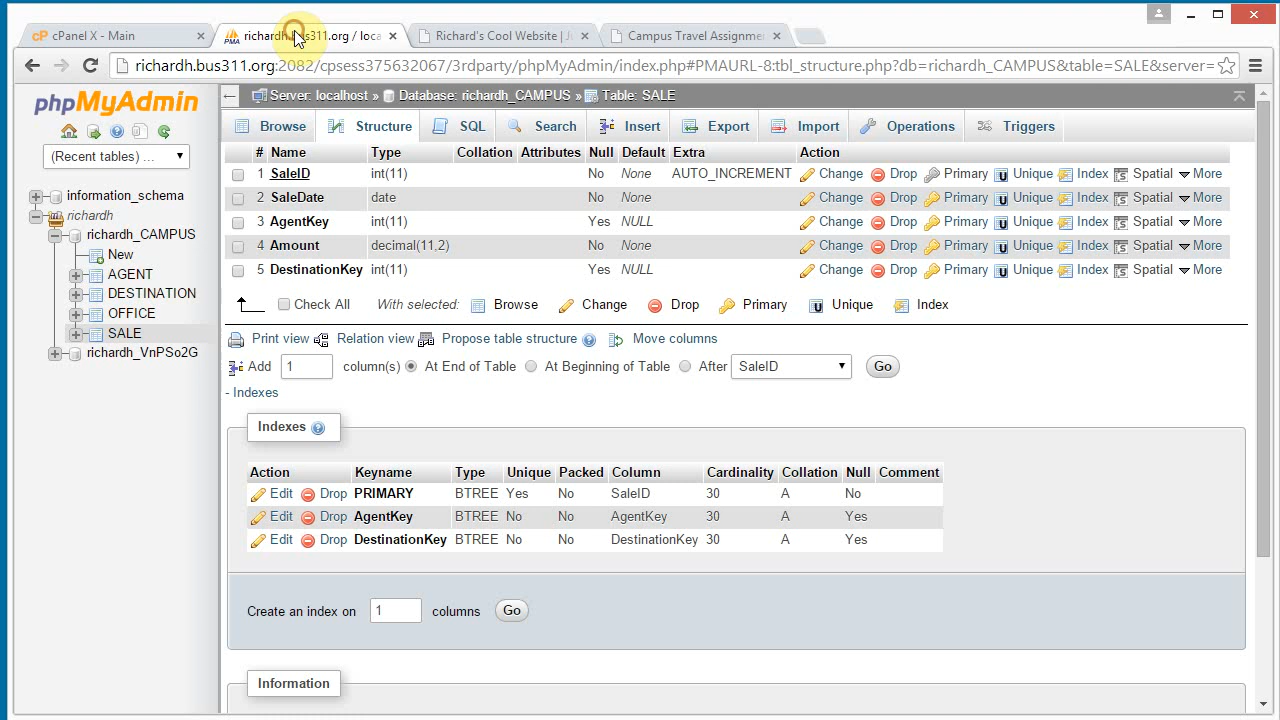 cPanel X - Main
richardh.bus311.org / loca
Richard's Cool Website | Ji
Campus Travel Assignme
richardh.bus311.org:2082/cpsess375632067/3rdparty/phpMyAdmin/index.php#PMAURL-8:tbl_structure.php?db=richardh_CAMPUS&table=SALE&server=
phpMyAdmin
(Recent tables) ...
information_schema
richardh
richardh_CAMPUS
New
AGENT
DESTINATION
OFFICE
SALE
richardh_VnPSo2G
Server: localhost » Database: richardh_CAMPUS » Table: SALE
Browse Structure SQL Search Insert Export Import Operations Triggers
# Name Type Collation Attributes Null Default Extra Action
1 SaleID int(11) No None AUTO_INCREMENT Change Drop Primary Unique Index Spatial More
2 SaleDate date No None Change Drop Primary Unique Index Spatial More
3 AgentKey int(11) Yes NULL Change Drop Primary Unique Index Spatial More
4 Amount decimal(11,2) No None Change Drop Primary Unique Index Spatial More
5 DestinationKey int(11) Yes NULL Change Drop Primary Unique Index Spatial More
Check All With selected: Browse Change Drop Primary Unique Index
Print view Relation view Propose table structure Move columns
Add 1 column(s) At End of Table At Beginning of Table After SaleID Go
- Indexes
Indexes
Action Keyname Type Unique Packed Column Cardinality Collation Null Comment
Edit Drop PRIMARY BTREE Yes No SaleID 30 A No
Edit Drop AgentKey BTREE No No AgentKey 30 A Yes
Edit Drop DestinationKey BTREE No No DestinationKey 30 A Yes
Create an index on 1 columns Go
Information